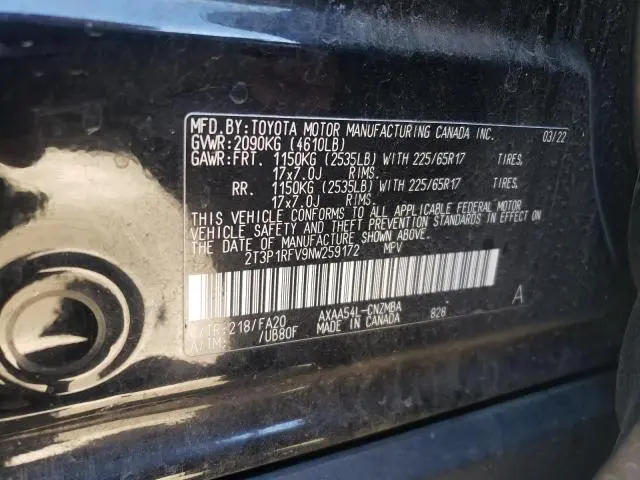 MFD.BY:TOYOTA MOTOR MANUFACTURING CANADA INC. 03/22
GVWR:2090KG (4610LB)
GAWR:FRT. 1150KG (2535LB) WITH 225/65R17 TIRES,
17x7.0J RIMS.
RR. 1150KG (2535LB) WITH 225/65R17 TIRES,
17x7.0J RIMS.
THIS VEHICLE CONFORMS TO ALL APPLICABLE FEDERAL MOTOR
VEHICLE SAFETY AND THEFT PREVENTION STANDARDS IN EFFECT ON
THE DATE OF MANUFACTURE SHOWN ABOVE.
2T3P1RFV9NW259172 MPV
C/TR:218/FA20 AXAA54L-CNZMBA 828 A
A/TM: /UB80F MADE IN CANADA